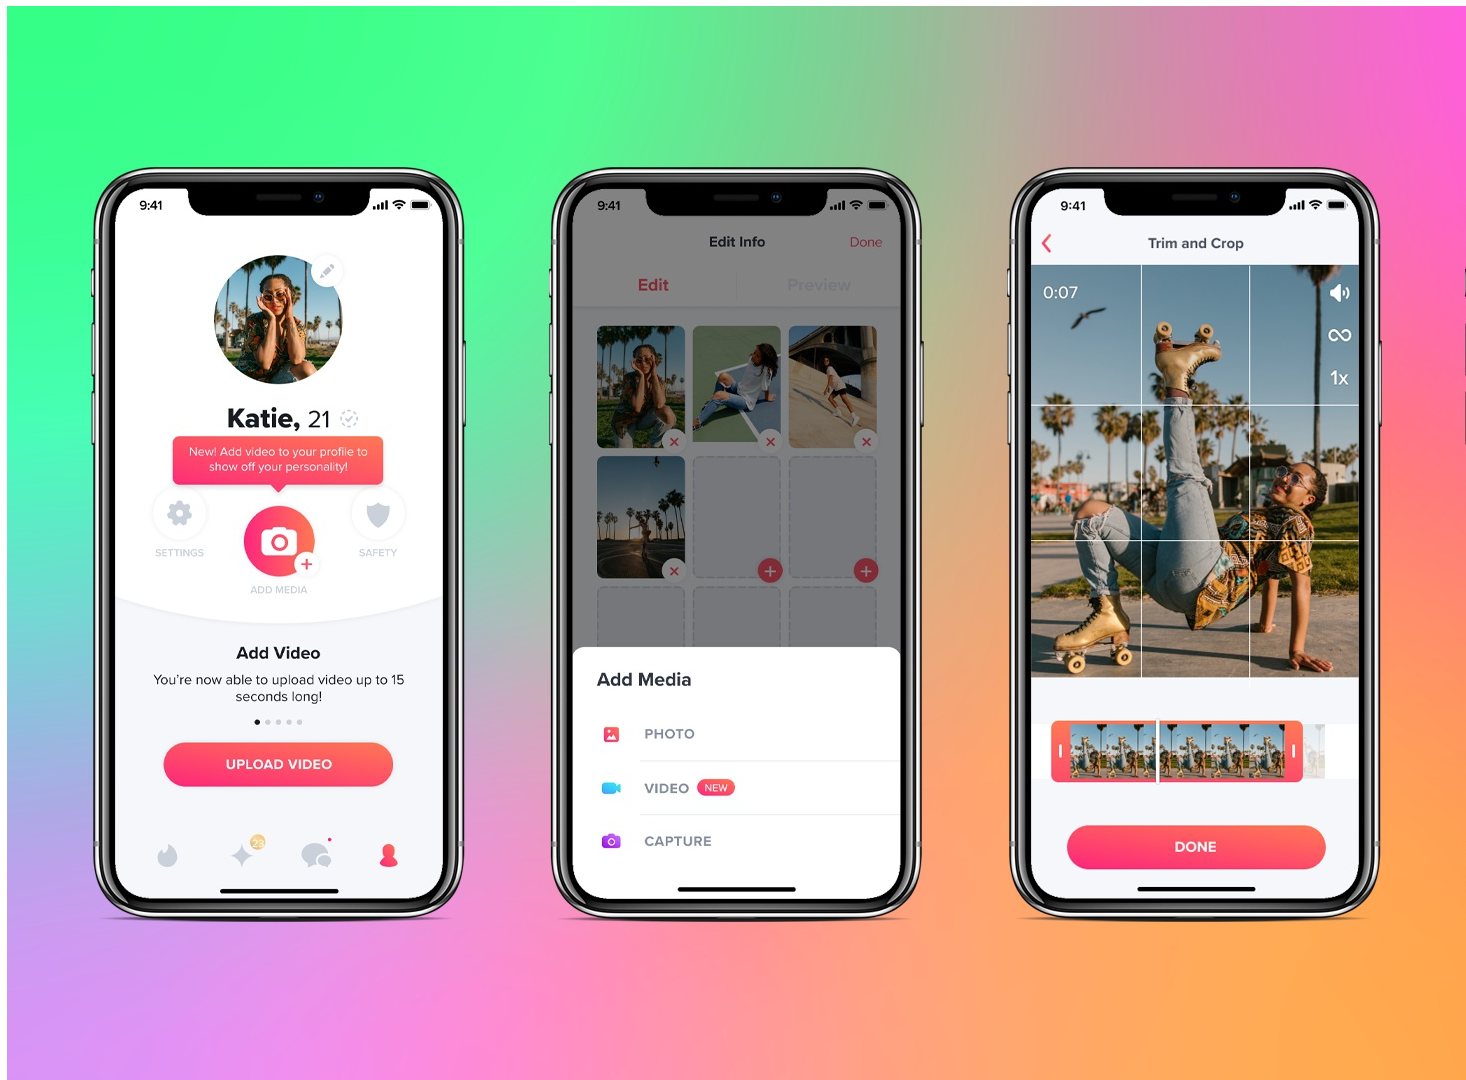 9:41
Katie, 21
New! Add video to your profile to
show off your personality!
SETTINGS
SAFETY
ADD MEDIA
Add Video
You're now able to upload video up to 15
seconds long!
UPLOAD VIDEO
23
9:41
Edit Info
Done
Edit
Preview
Add Media
PHOTO
VIDEO NEW
CAPTURE
9:41
Trim and Crop
0:07
1x
DONE